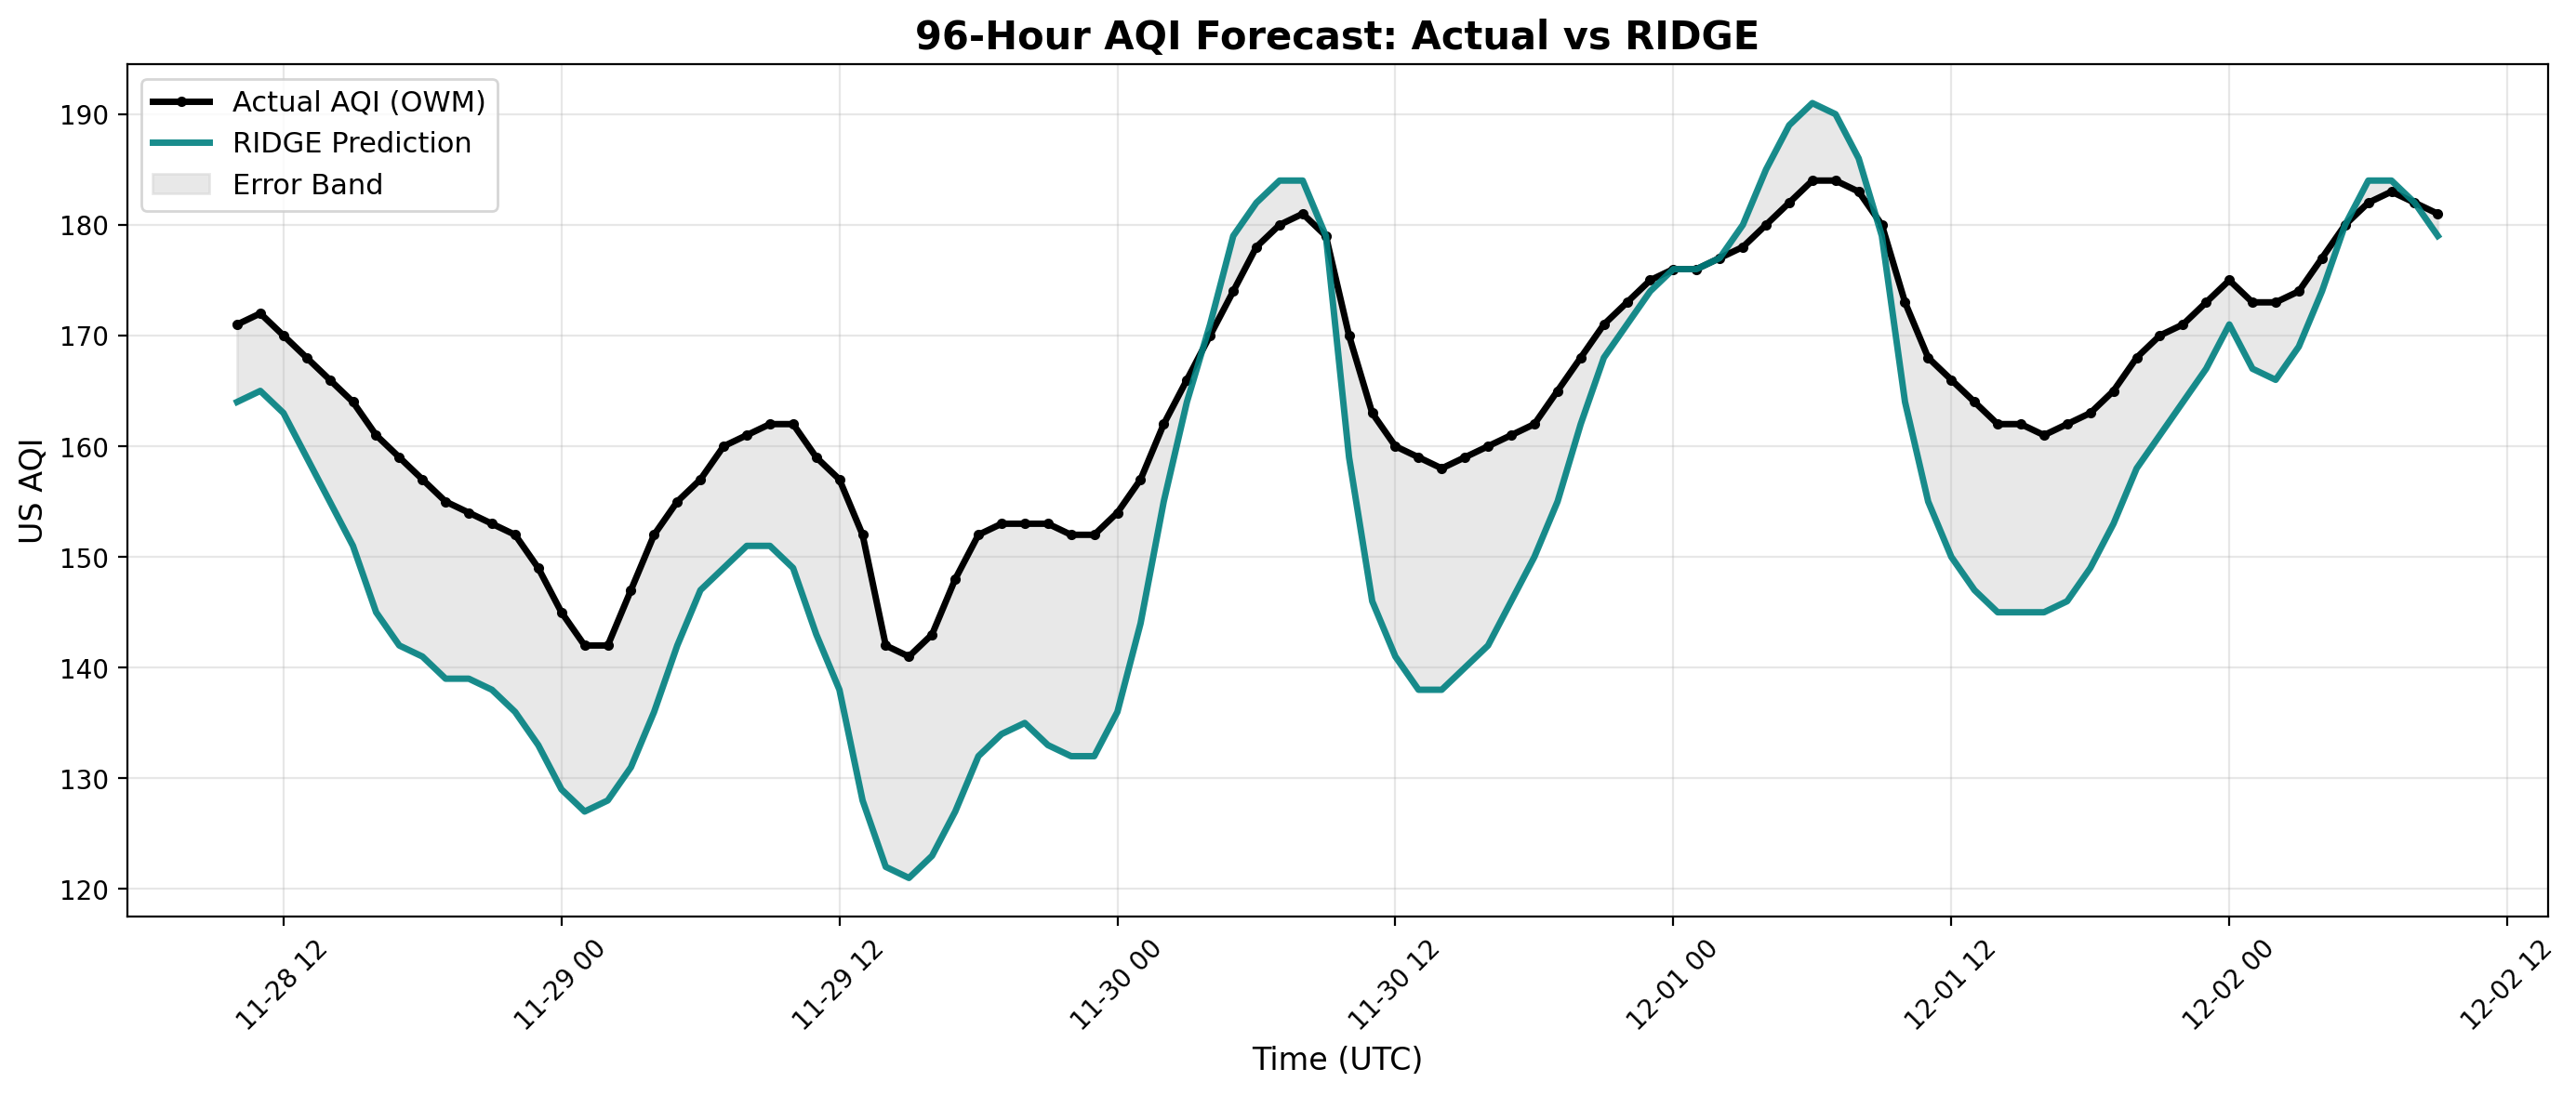 96-Hour AQI Forecast: Actual vs RIDGE
Actual AQI (OWM)
RIDGE Prediction
Error Band
US AQI
190
180
170
160
150
140
130
120
11-28 12
11-29 00
11-29 12
11-30 00
11-30 12
12-01 00
12-01 12
12-02 00
12-02 12
Time (UTC)